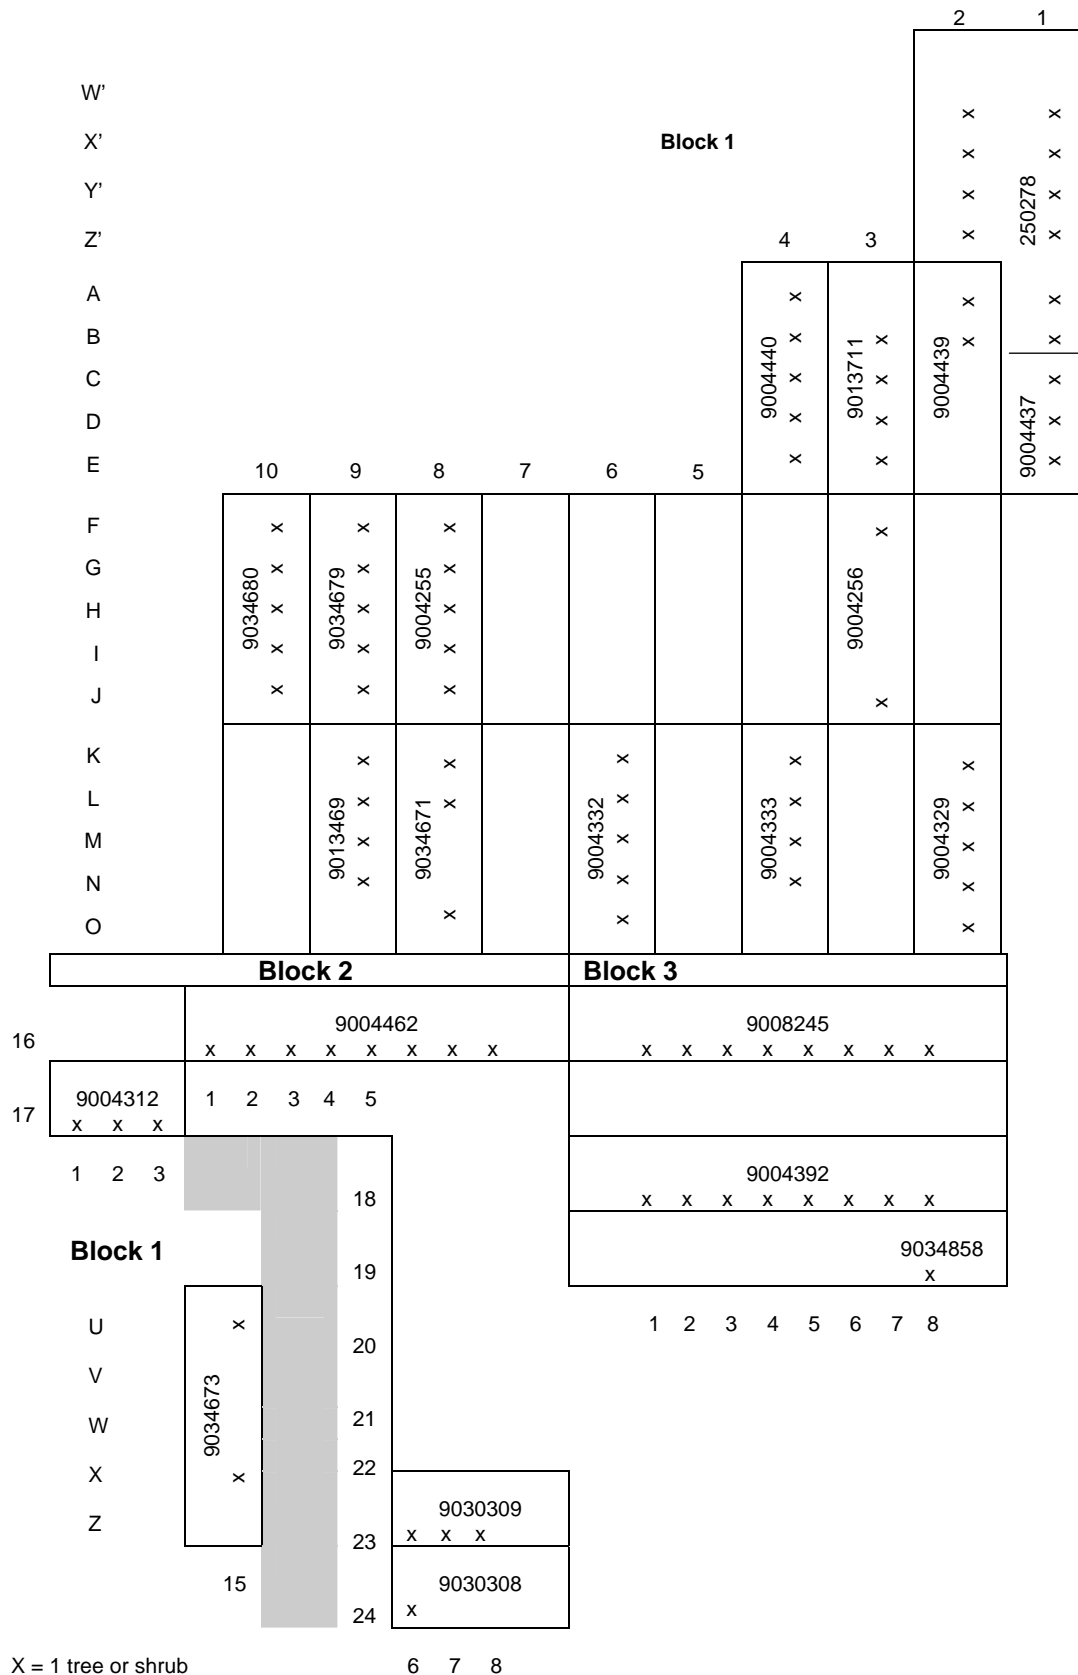 2 1
W'
x x
X' Block 1
x x
Y'
x 250278 x
Z'
x x
4 3
A x x x
B 9004440 x 9013711 x 9004439 x x
C x x x
D x x 9004437 x
E x x x
10 9 8 7 6 5
F x x x x
G 9034680 x 9034679 x 9004255 x 9004256
H x x x
I x x x
J x x x x
K x x x x x
L 9013469 x 9034671 x 9004332 x 9004333 x 9004329 x
M x x x x
N x x x x
O x x x
Block 2 Block 3
9004462 9008245
16 x x x x x x x x x x x x x x x x
9004312 1 2 3 4 5
17 x x x
1 2 3 9004392
18 x x x x x x x x
Block 1 9034858
19 x
U x 1 2 3 4 5 6 7 8
20
V
9034673
W 21
X x 22
9030309
Z x x x
23
15 9030308
24 x
X = 1 tree or shrub 6 7 8